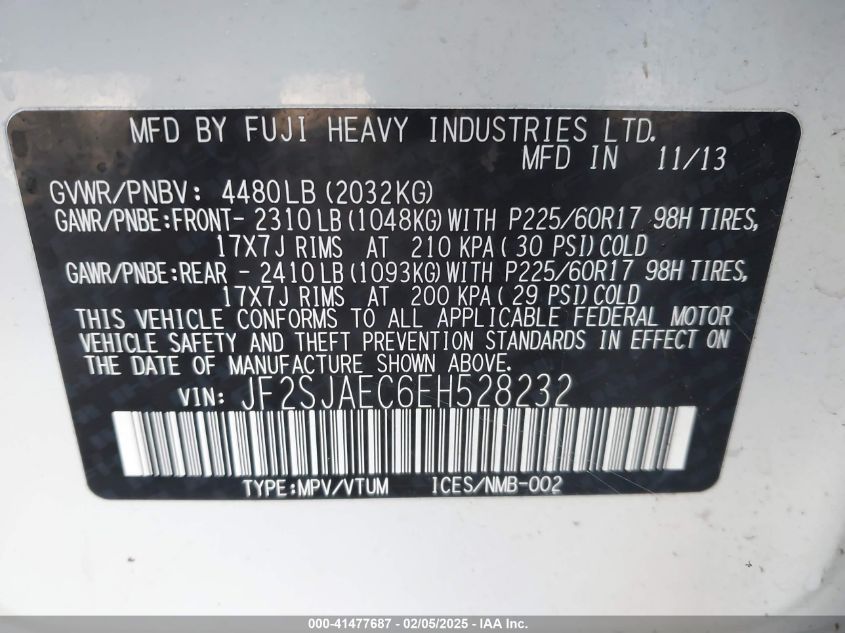 MFD BY FUJI HEAVY INDUSTRIES LTD.
MFD IN 11/13
GVWR/PNBV: 4480LB (2032KG)
GAWR/PNBE:FRONT- 2310LB(1048KG)WITH P225/60R17 98H TIRES,
17X7J RIMS AT 210 KPA( 30 PSI)COLD
GAWR/PNBE:REAR - 2410LB(1093KG)WITH P225/60R17 98H TIRES,
17X7J RIMS AT 200 KPA( 29 PSI)COLD
THIS VEHICLE CONFORMS TO ALL APPLICABLE FEDERAL MOTOR
VEHICLE SAFETY AND THEFT PREVENTION STANDARDS IN EFFECT ON
THE DATE OF MANUFACTURE SHOWN ABOVE.
VIN: JF2SJAEC6EH528232
TYPE:MPV/VTUM ICES/NMB-002
000-41477687 - 02/05/2025 - IAA Inc.